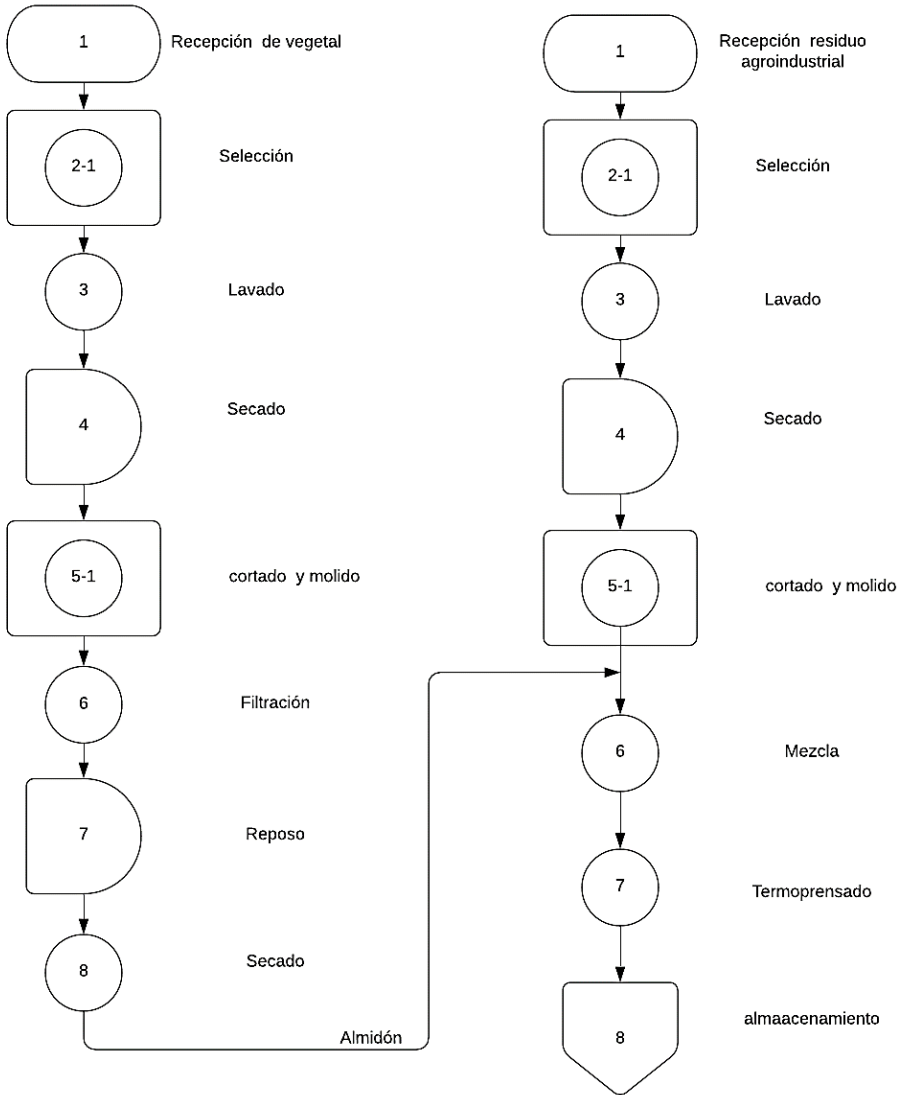 1
Recepción de vegetal
2-1
Selección
3
Lavado
4
Secado
5-1
cortado y molido
6
Filtración
7
Reposo
8
Secado
Almidón
1
Recepción residuo
agroindustrial
2-1
Selección
3
Lavado
4
Secado
5-1
cortado y molido
6
Mezcla
7
Termoprensado
8
almaacenamiento